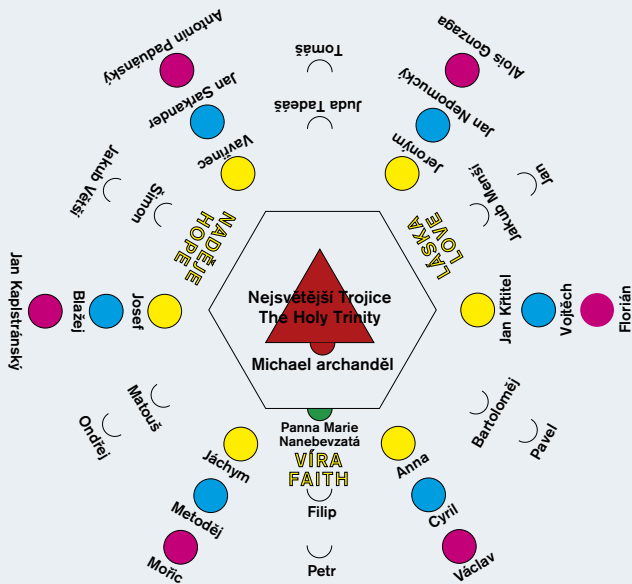 Antonín Paduánský
Jan Sarkander
Vavřinec
Tomáš
Juda Tadeáš
Alois Gonzaga
Jan Nepomucký
Jeroným
Jakub Větší
Šimon
NADĚJE
HOPE
LÁSKA
LOVE
Jakub Menší
Jan
Jan Kapistránský
Blažej
Josef
Nejsvětější Trojice
The Holy Trinity
Michael archanděl
Jan Křtitel
Vojtěch
Florián
Ondřej
Matouš
Panna Marie
Nanebevzatá
VÍRA
FAITH
Filip
Petr
Bartoloměj
Pavel
Jáchym
Metoděj
Mořic
Anna
Cyril
Václav